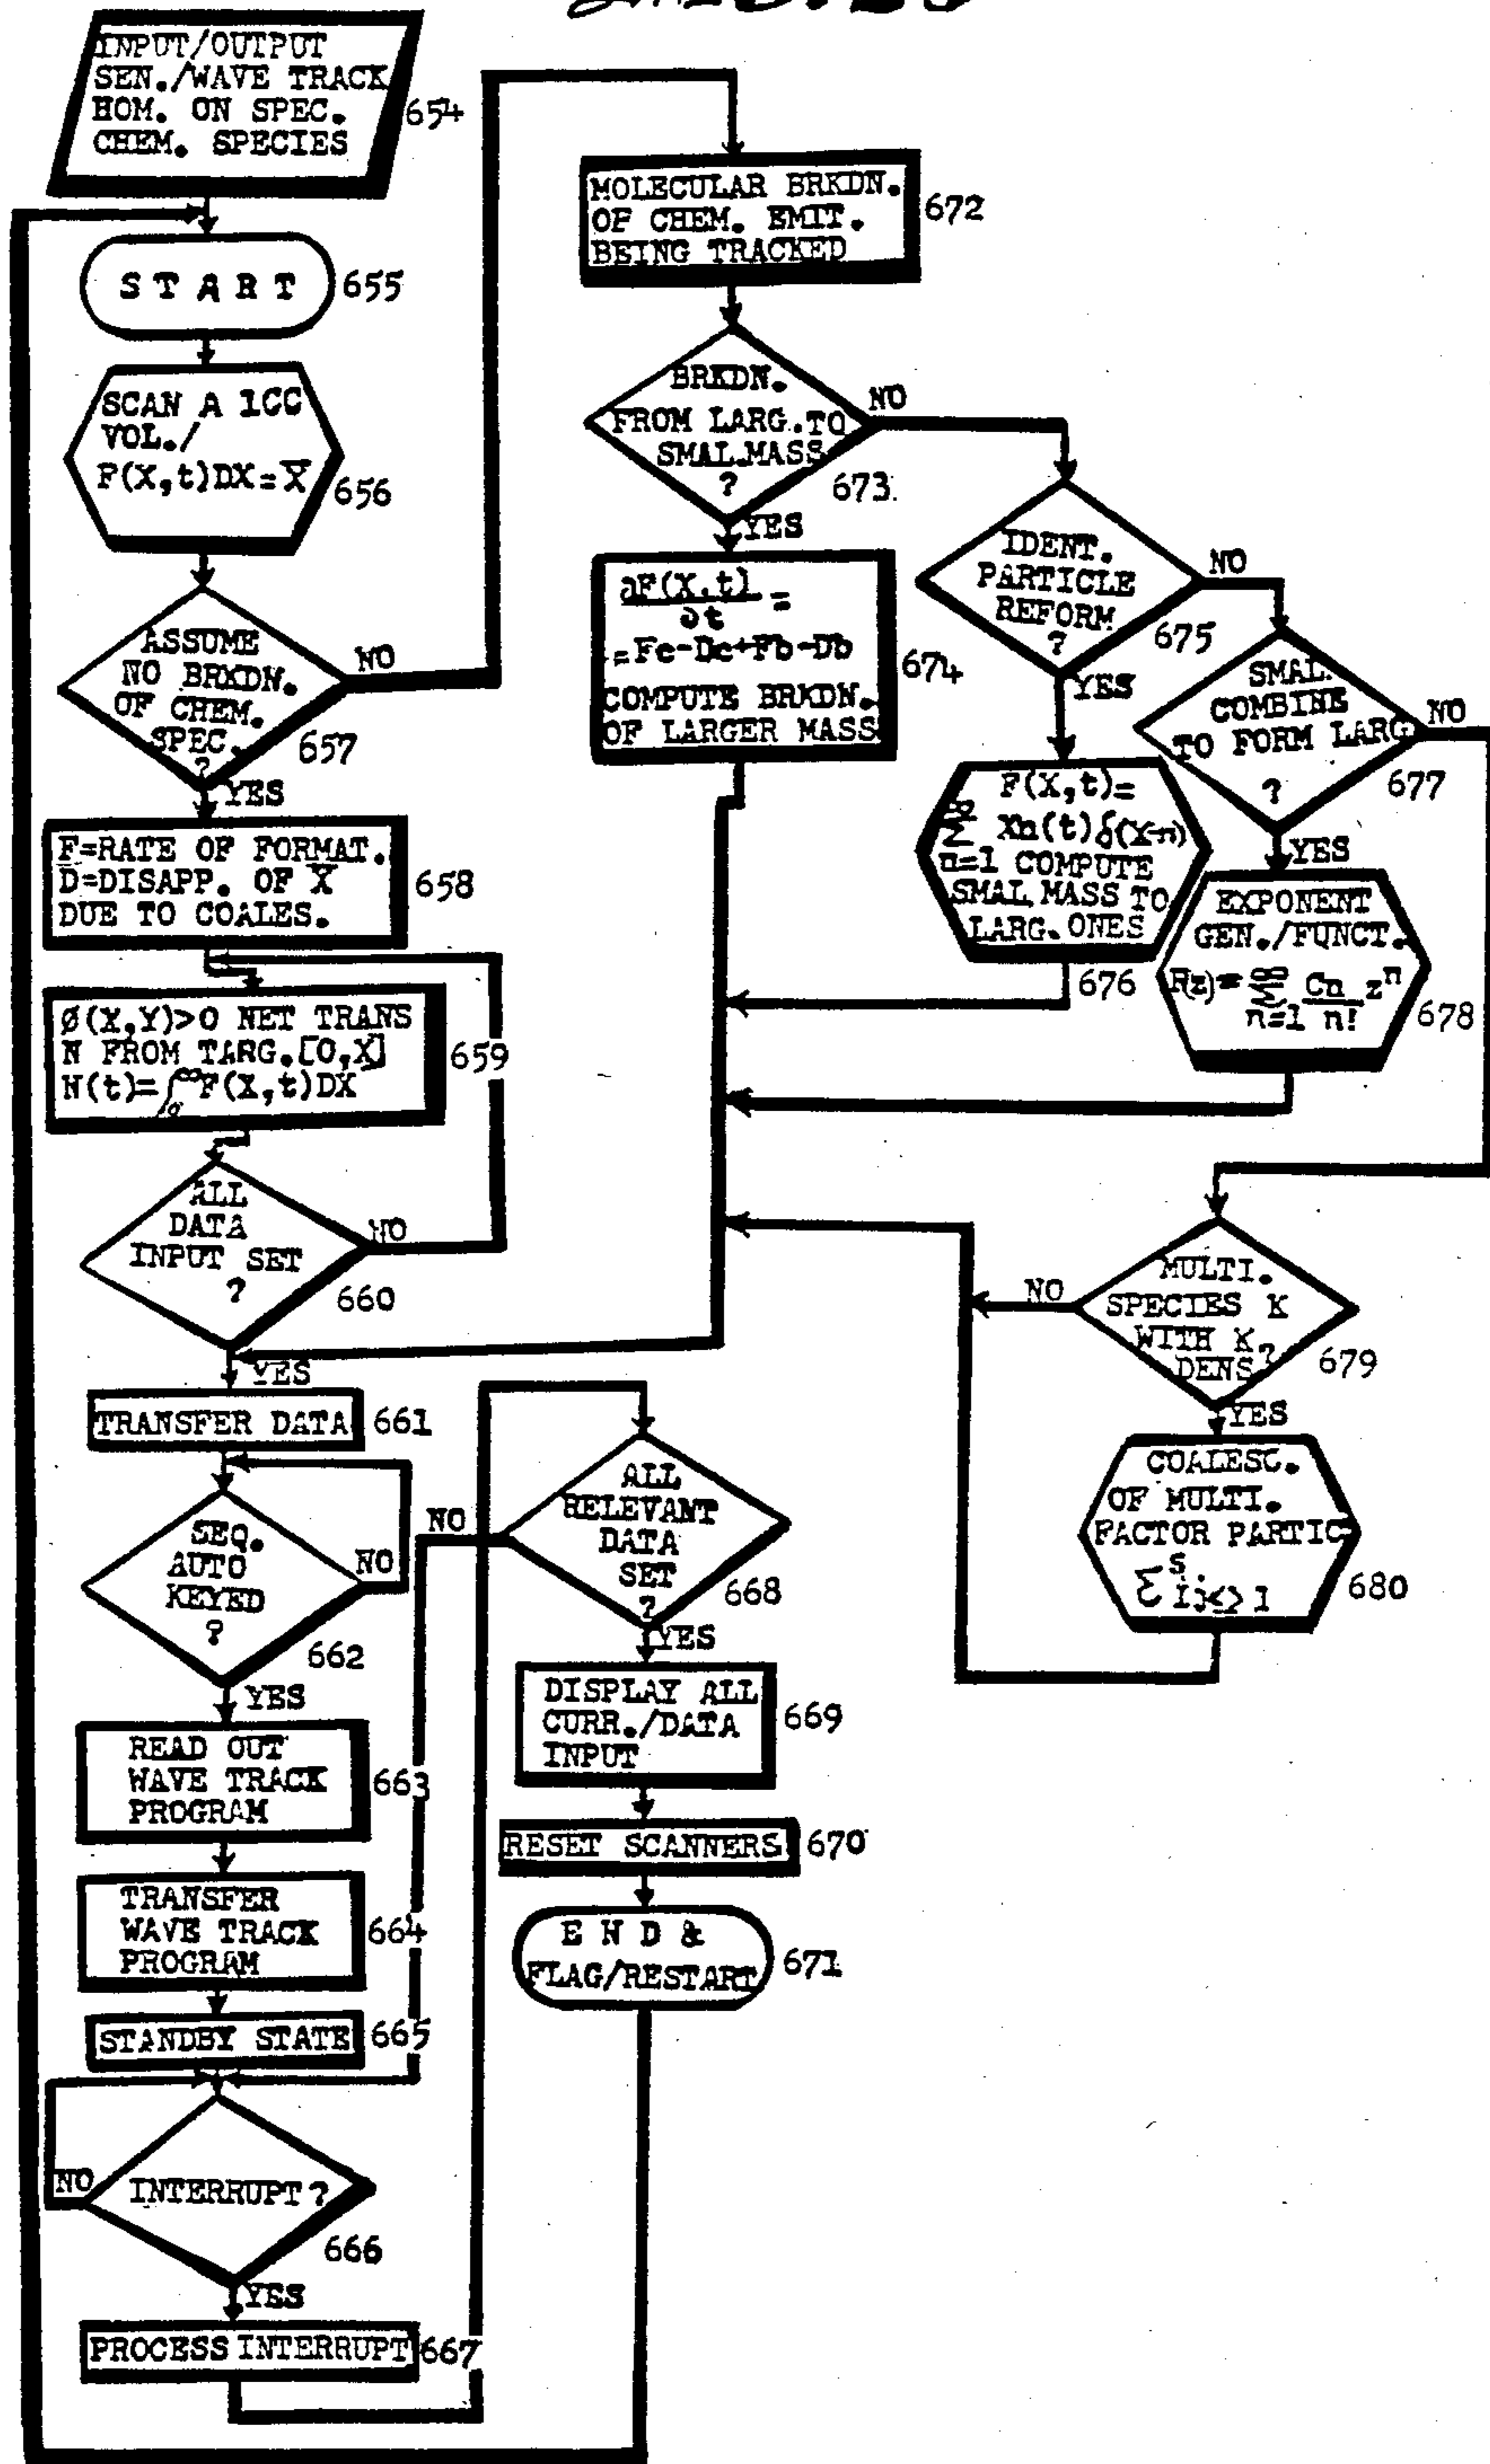 INPUT/OUTPUT
SEN./WAVE TRACK
HOM. ON SPEC.
CHEM. SPECIES
654
START
655
SCAN A 1CC
VOL./
F(X,t)DX=X̅
656
ASSUME
NO BRKDN.
OF CHEM.
SPEC.
?
657
NO
YES
F=RATE OF FORMAT.
D=DISAPP. OF X̅
DUE TO COALES.
658
Ø(X,Y)>0 NET TRANS
N FROM TARG.[O,X]
N(t)=∫₀^∞F(X,t)DX
659
ALL
DATA
INPUT SET
?
660
NO
YES
TRANSFER DATA
661
SEQ.
AUTO
KEYED
?
662
NO
YES
READ OUT
WAVE TRACK
PROGRAM
663
TRANSFER
WAVE TRACK
PROGRAM
664
STANDBY STATE
665
INTERRUPT?
666
NO
YES
PROCESS INTERRUPT
667
ALL
RELEVANT
DATA
SET
?
668
NO
YES
DISPLAY ALL
CURR./DATA
INPUT
669
RESET SCANNERS
670
END &
FLAG/RESTART
671
MOLECULAR BRKDN.
OF CHEM. EMIT.
BEING TRACKED
672
BRKDN.
FROM LARG.TO
SMAL.MASS
?
673
NO
YES
∂F(X,t)/∂t =
=Fc-Dc+Fb-Db
COMPUTE BRKDN.
OF LARGER MASS
674
IDENT.
PARTICLE
REFORM
?
675
NO
YES
F(X,t)=
∞
Σ Xn(t)δ(X-n)
n=1 COMPUTE
SMAL MASS TO
LARG. ONES
676
SMAL.
COMBINE
TO FORM LARG
?
677
NO
YES
EXPONENT
GEN./FUNCT.
F(z)= ∞ Σ n=1 Cn/n! zⁿ
678
MULTI.
SPECIES K
WITH K
DENS?
679
NO
YES
COALESC.
OF MULTI.
FACTOR PARTIC
Σ S Ij<>1
680